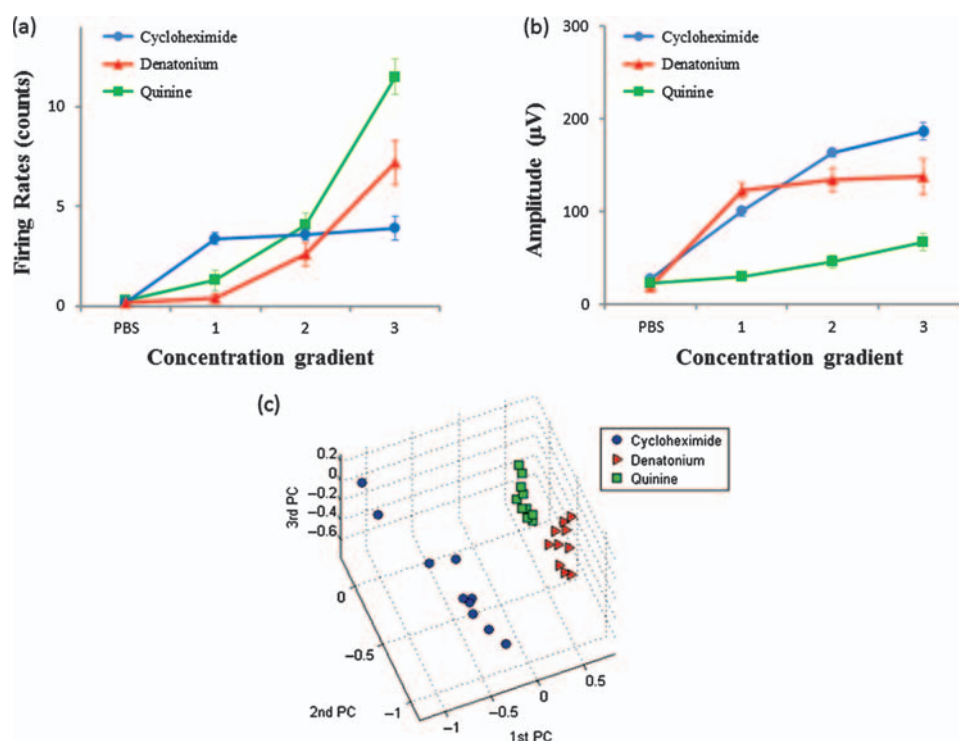 (a)
Cycloheximide
Denatonium
Quinine
Firing Rates (counts)
10
5
0
PBS 1 2 3
Concentration gradient
(b)
Cycloheximide
Denatonium
Quinine
Amplitude (µV)
300
200
100
0
PBS 1 2 3
Concentration gradient
(c)
Cycloheximide
Denatonium
Quinine
3rd PC
0.2
0
−0.2
−0.4
−0.6
0
−0.5
−1
2nd PC
−1 −0.5 0 0.5
1st PC